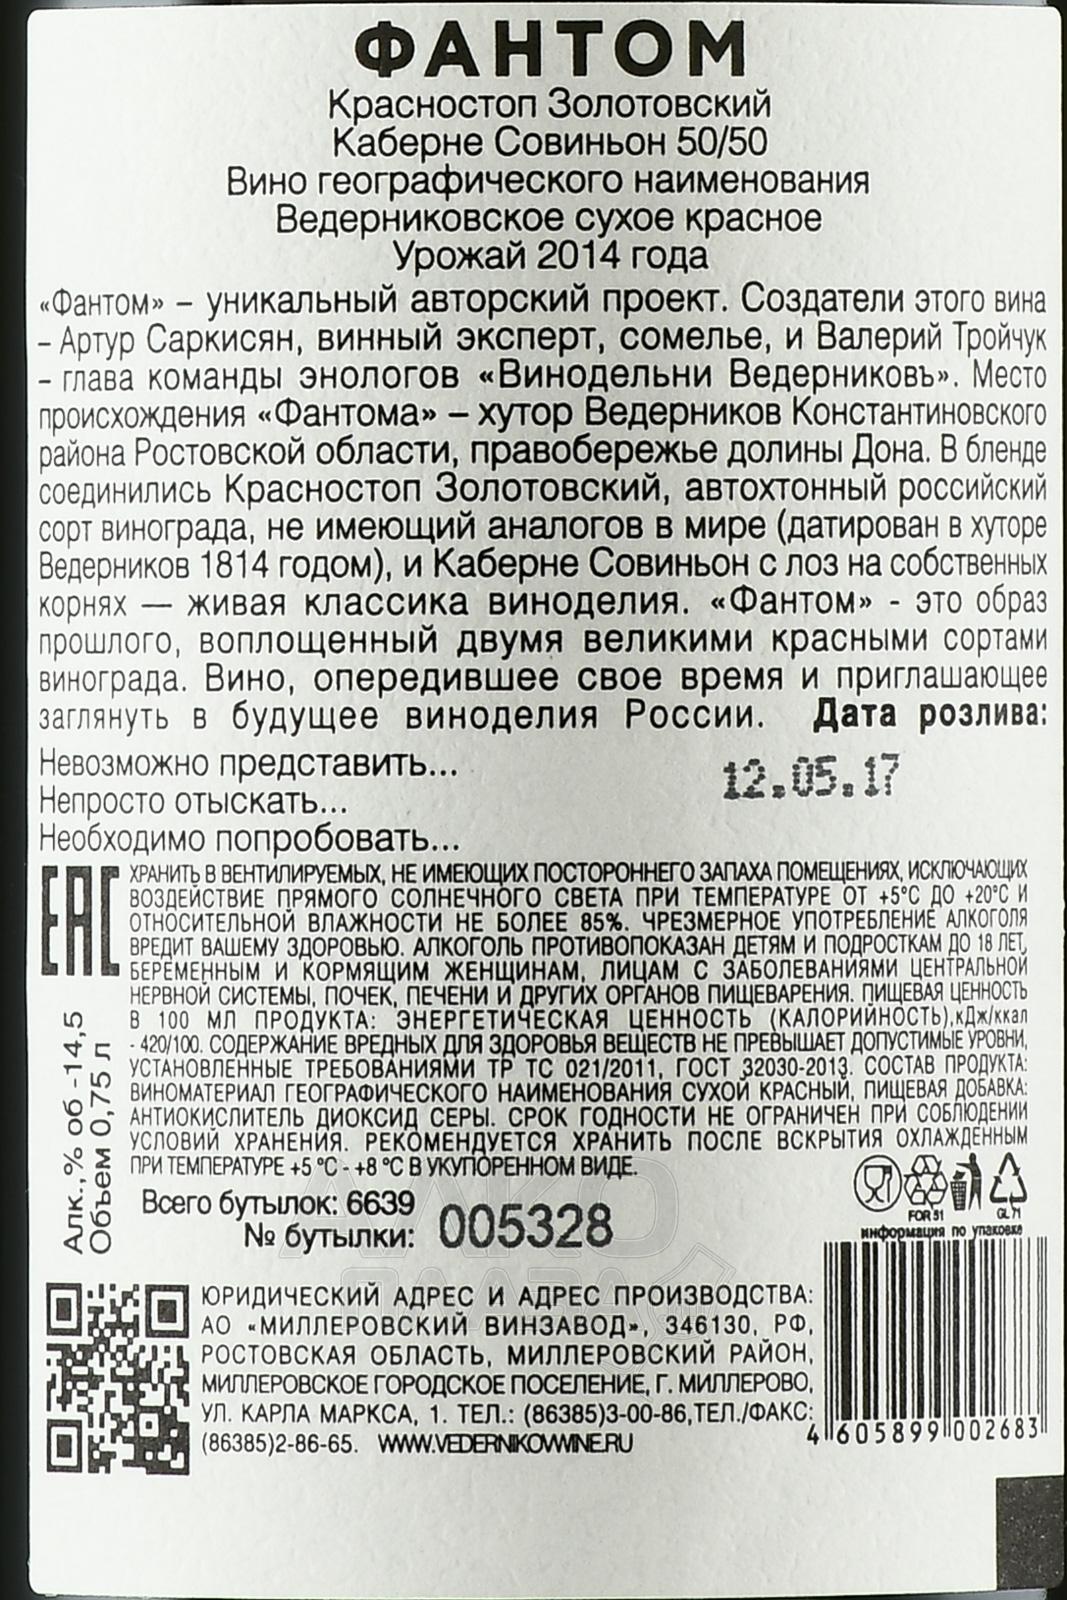 ФАНТОМ
Красностоп Золотовский
Каберне Совиньон 50/50
Вино географического наименования
Ведерниковское сухое красное
Урожай 2014 года
«Фантом» – уникальный авторский проект. Создатели этого вина
– Артур Саркисян, винный эксперт, сомелье, и Валерий Тройчук
– глава команды энологов «Винодельни Ведерниковъ». Место
происхождения «Фантома» – хутор Ведерников Константиновского
района Ростовской области, правобережье долины Дона. В бленде
соединились Красностоп Золотовский, автохтонный российский
сорт винограда, не имеющий аналогов в мире (датирован в хуторе
Ведерников 1814 годом), и Каберне Совиньон с лоз на собственных
корнях — живая классика виноделия. «Фантом» - это образ
прошлого, воплощенный двумя великими красными сортами
винограда. Вино, опередившее свое время и приглашающее
заглянуть в будущее виноделия России. Дата розлива:
Невозможно представить...
12.05.17
Непросто отыскать...
Необходимо попробовать...
EAC
ХРАНИТЬ В ВЕНТИЛИРУЕМЫХ, НЕ ИМЕЮЩИХ ПОСТОРОННЕГО ЗАПАХА ПОМЕЩЕНИЯХ, ИСКЛЮЧАЮЩИХ
ВОЗДЕЙСТВИЕ ПРЯМОГО СОЛНЕЧНОГО СВЕТА ПРИ ТЕМПЕРАТУРЕ ОТ +5°С ДО +20°С И
ОТНОСИТЕЛЬНОЙ ВЛАЖНОСТИ НЕ БОЛЕЕ 85%. ЧРЕЗМЕРНОЕ УПОТРЕБЛЕНИЕ АЛКОГОЛЯ
ВРЕДИТ ВАШЕМУ ЗДОРОВЬЮ. АЛКОГОЛЬ ПРОТИВОПОКАЗАН ДЕТЯМ И ПОДРОСТКАМ ДО 18 ЛЕТ,
БЕРЕМЕННЫМ И КОРМЯЩИМ ЖЕНЩИНАМ, ЛИЦАМ С ЗАБОЛЕВАНИЯМИ ЦЕНТРАЛЬНОЙ
НЕРВНОЙ СИСТЕМЫ, ПОЧЕК, ПЕЧЕНИ И ДРУГИХ ОРГАНОВ ПИЩЕВАРЕНИЯ. ПИЩЕВАЯ ЦЕННОСТЬ
В 100 МЛ ПРОДУКТА: ЭНЕРГЕТИЧЕСКАЯ ЦЕННОСТЬ (КАЛОРИЙНОСТЬ),кДж/ккал
- 420/100. СОДЕРЖАНИЕ ВРЕДНЫХ ДЛЯ ЗДОРОВЬЯ ВЕЩЕСТВ НЕ ПРЕВЫШАЕТ ДОПУСТИМЫЕ УРОВНИ,
УСТАНОВЛЕННЫЕ ТРЕБОВАНИЯМИ ТР ТС 021/2011, ГОСТ 32030-2013. СОСТАВ ПРОДУКТА:
ВИНОМАТЕРИАЛ ГЕОГРАФИЧЕСКОГО НАИМЕНОВАНИЯ СУХОЙ КРАСНЫЙ, ПИЩЕВАЯ ДОБАВКА:
АНТИОКИСЛИТЕЛЬ ДИОКСИД СЕРЫ. СРОК ГОДНОСТИ НЕ ОГРАНИЧЕН ПРИ СОБЛЮДЕНИИ
УСЛОВИЙ ХРАНЕНИЯ. РЕКОМЕНДУЕТСЯ ХРАНИТЬ ПОСЛЕ ВСКРЫТИЯ ОХЛАЖДЕННЫМ
ПРИ ТЕМПЕРАТУРЕ +5 °С - +8 °С В УКУПОРЕННОМ ВИДЕ.
Алк.,% об -14,5
Объем 0,75 л
Всего бутылок: 6639
№ бутылки: 005328
FOR 51
GL 71
информация по упаковке
АЛКО
ПЛАЗА
ЮРИДИЧЕСКИЙ АДРЕС И АДРЕС ПРОИЗВОДСТВА:
АО «МИЛЛЕРОВСКИЙ ВИНЗАВОД», 346130, РФ,
РОСТОВСКАЯ ОБЛАСТЬ, МИЛЛЕРОВСКИЙ РАЙОН,
МИЛЛЕРОВСКОЕ ГОРОДСКОЕ ПОСЕЛЕНИЕ, Г. МИЛЛЕРОВО,
УЛ. КАРЛА МАРКСА, 1. ТЕЛ.: (86385)3-00-86,ТЕЛ./ФАКС:
(86385)2-86-65. WWW.VEDERNIKOVWINE.RU
4 605899 002683